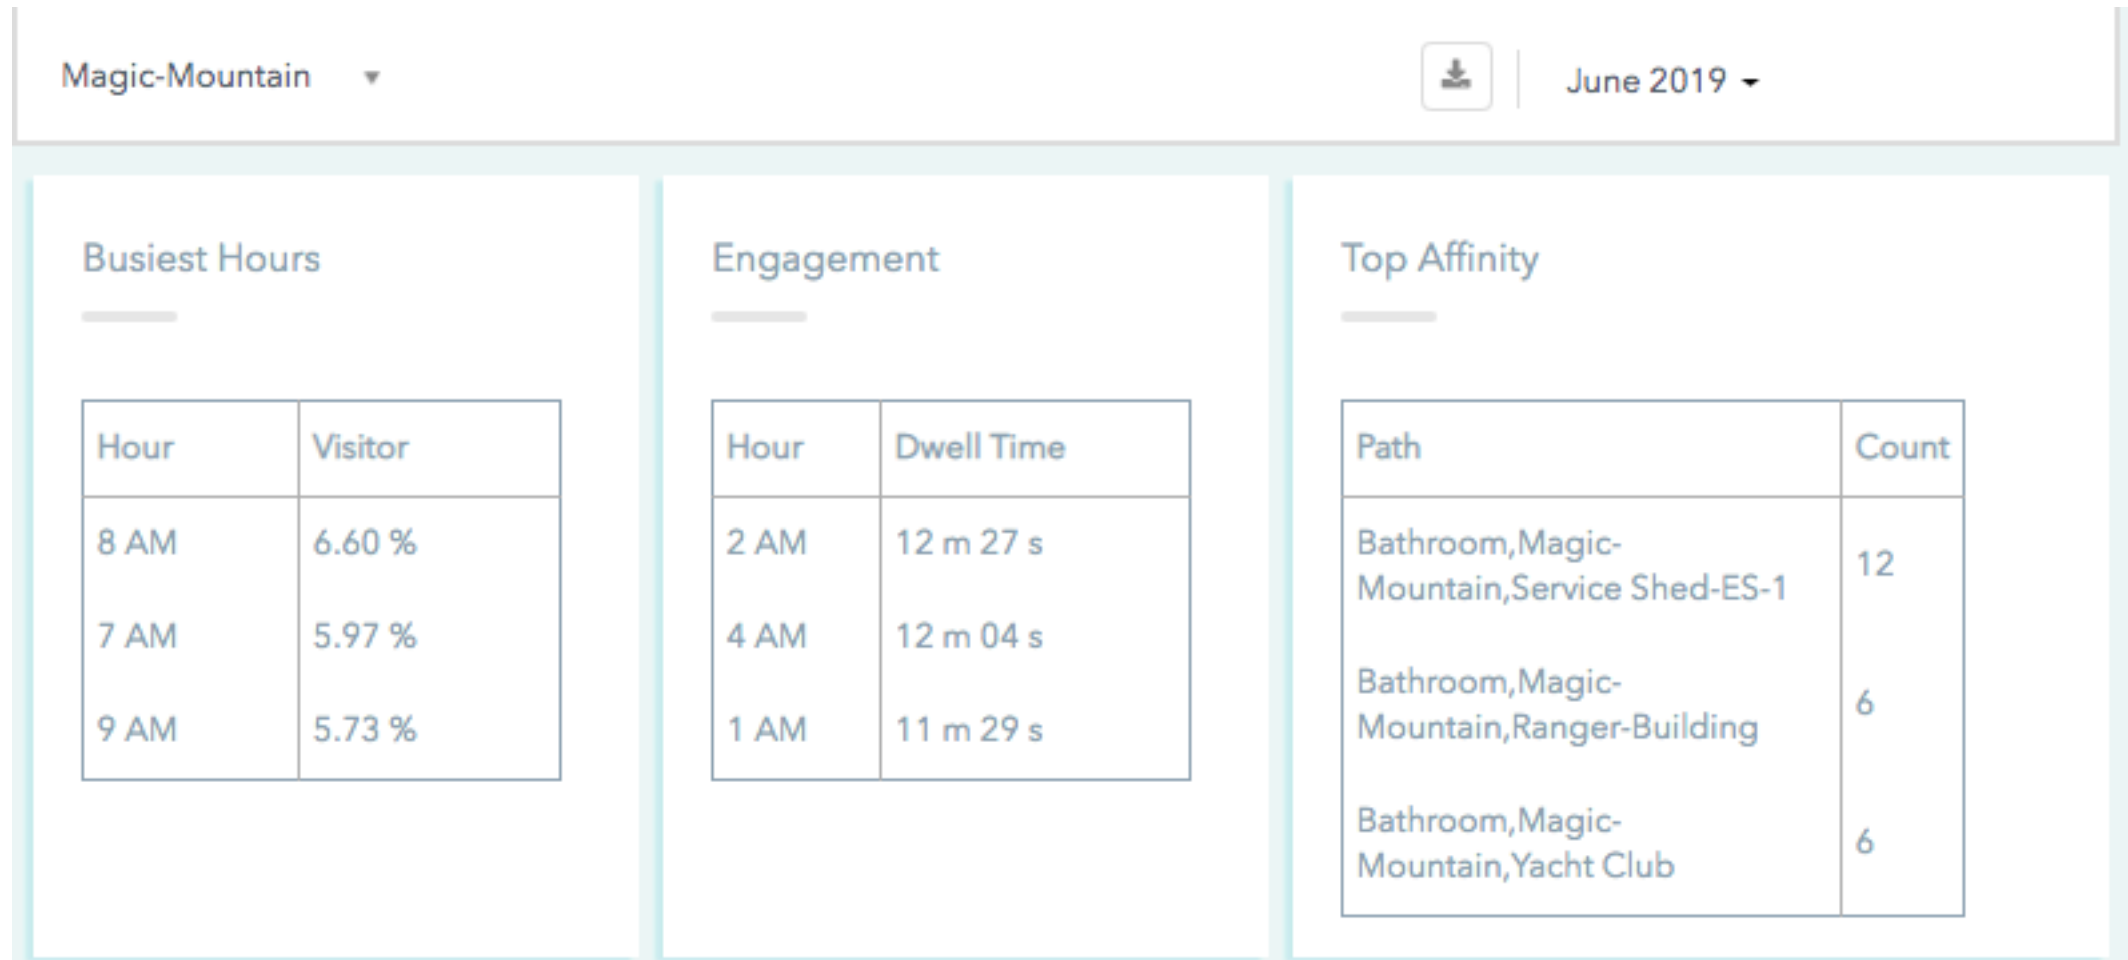 Magic-Mountain
June 2019
Busiest Hours
Hour Visitor
8 AM 6.60 %
7 AM 5.97 %
9 AM 5.73 %
Engagement
Hour Dwell Time
2 AM 12 m 27 s
4 AM 12 m 04 s
1 AM 11 m 29 s
Top Affinity
Path Count
Bathroom,Magic-
Mountain,Service Shed-ES-1
12
Bathroom,Magic-
Mountain,Ranger-Building
6
Bathroom,Magic-
Mountain,Yacht Club
6